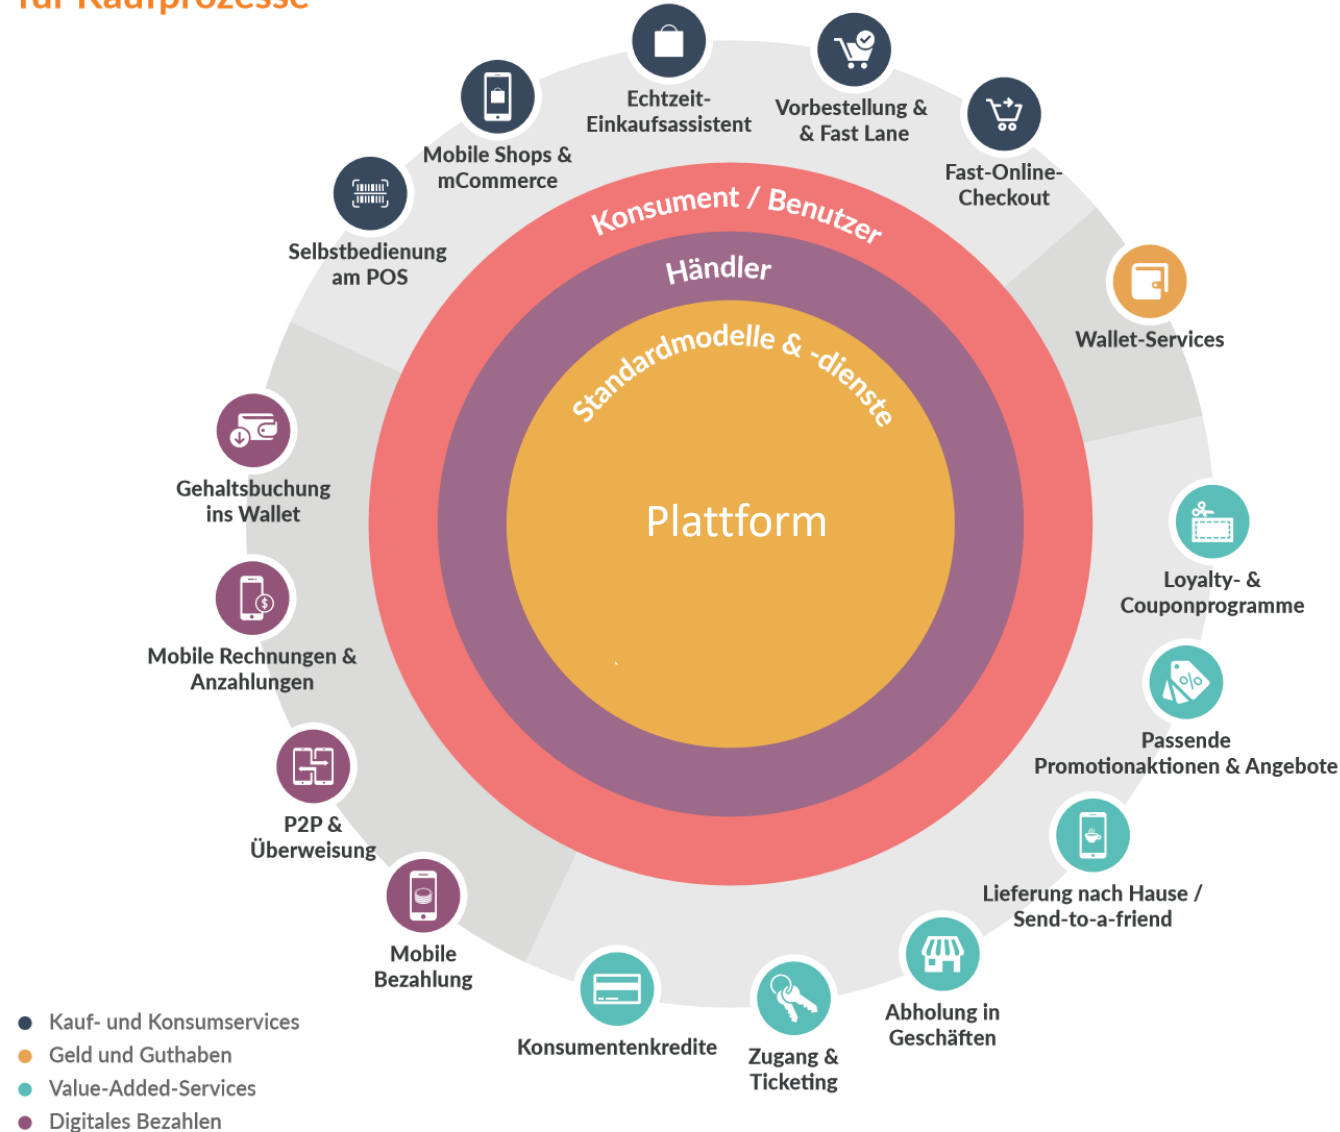 für Kaufprozesse
Echtzeit-
Einkaufsassistent
Vorbestellung &
& Fast Lane
Mobile Shops &
mCommerce
Fast-Online-
Checkout
Selbstbedienung
am POS
Konsument / Benutzer
Händler
Standardmodelle & -dienste
Plattform
Wallet-Services
Gehaltsbuchung
ins Wallet
Loyalty- &
Couponprogramme
Mobile Rechnungen &
Anzahlungen
$
%
Passende
Promotionaktionen & Angebote
P2P &
Überweisung
Lieferung nach Hause /
Send-to-a-friend
Mobile
Bezahlung
Abholung in
Geschäften
Konsumentenkredite
Zugang &
Ticketing
Kauf- und Konsumservices
Geld und Guthaben
Value-Added-Services
Digitales Bezahlen